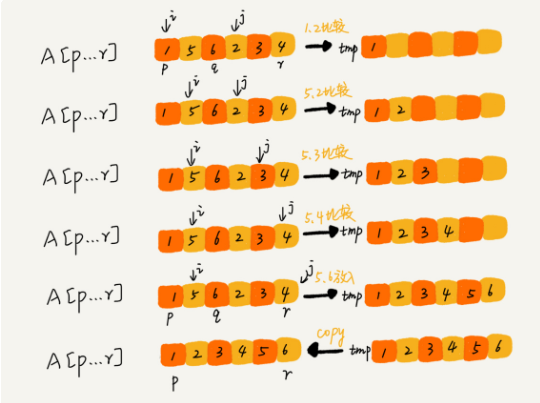 i j
A[p...r] 1 5 6 2 3 4 1.2比较 tmp 1
p q r
i j
A[p...r] 1 5 6 2 3 4 5.2比较 tmp 1 2
i j
A[p...r] 1 5 6 2 3 4 5.3比较 tmp 1 2 3
i j
A[p...r] 1 5 6 2 3 4 5.4比较 tmp 1 2 3 4
i j
A[p...r] 1 5 6 2 3 4 5.6放入 tmp 1 2 3 4 5 6
p q r
A[p...r] 1 2 3 4 5 6 copy tmp 1 2 3 4 5 6
p r